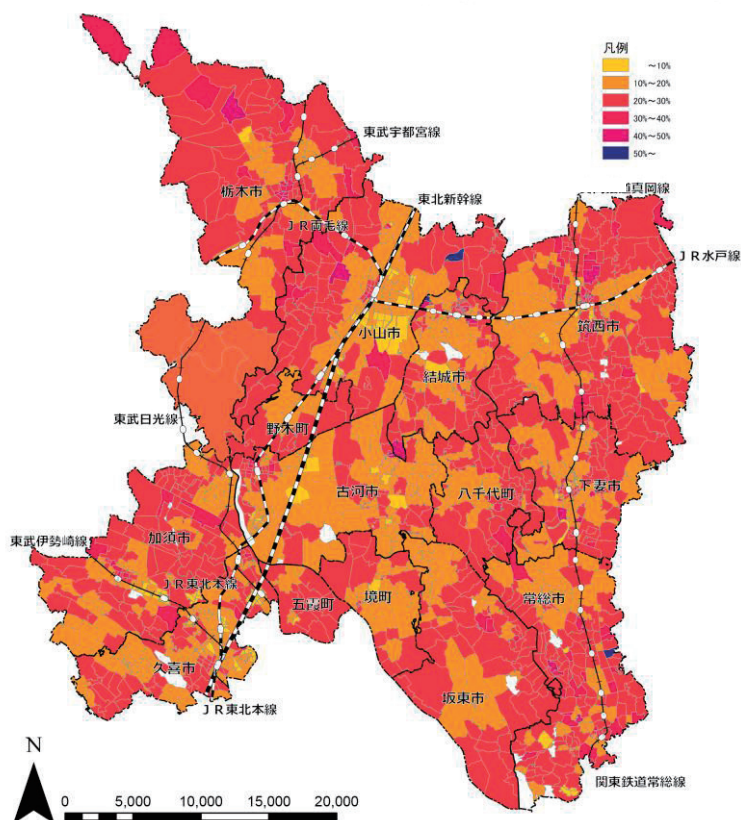 凡例
～10%
10%～20%
20%～30%
30%～40%
40%～50%
50%～
東武宇都宮線
東北新幹線
真岡線
栃木市
JR両毛線
JR水戸線
小山市
筑西市
結城市
東武日光線
野木町
古河市
八千代町
下妻市
加須市
東武伊勢崎線
JR東北本線
五霞町
境町
常総市
久喜市
坂東市
JR東北本線
N
関東鉄道常総線
0 5,000 10,000 15,000 20,000